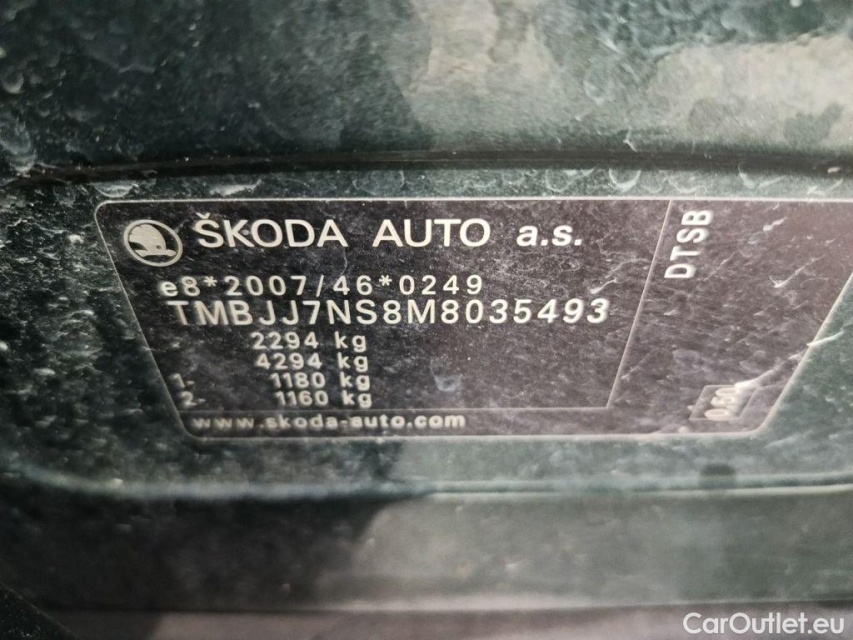 ŠKODA AUTO a.s.
e8*2007/46*0249
TMBJJ7NS8M8035493
2294 kg
4294 kg
1- 1180 kg
2- 1160 kg
www.skoda-auto.com
DTSB
CarOutlet.eu